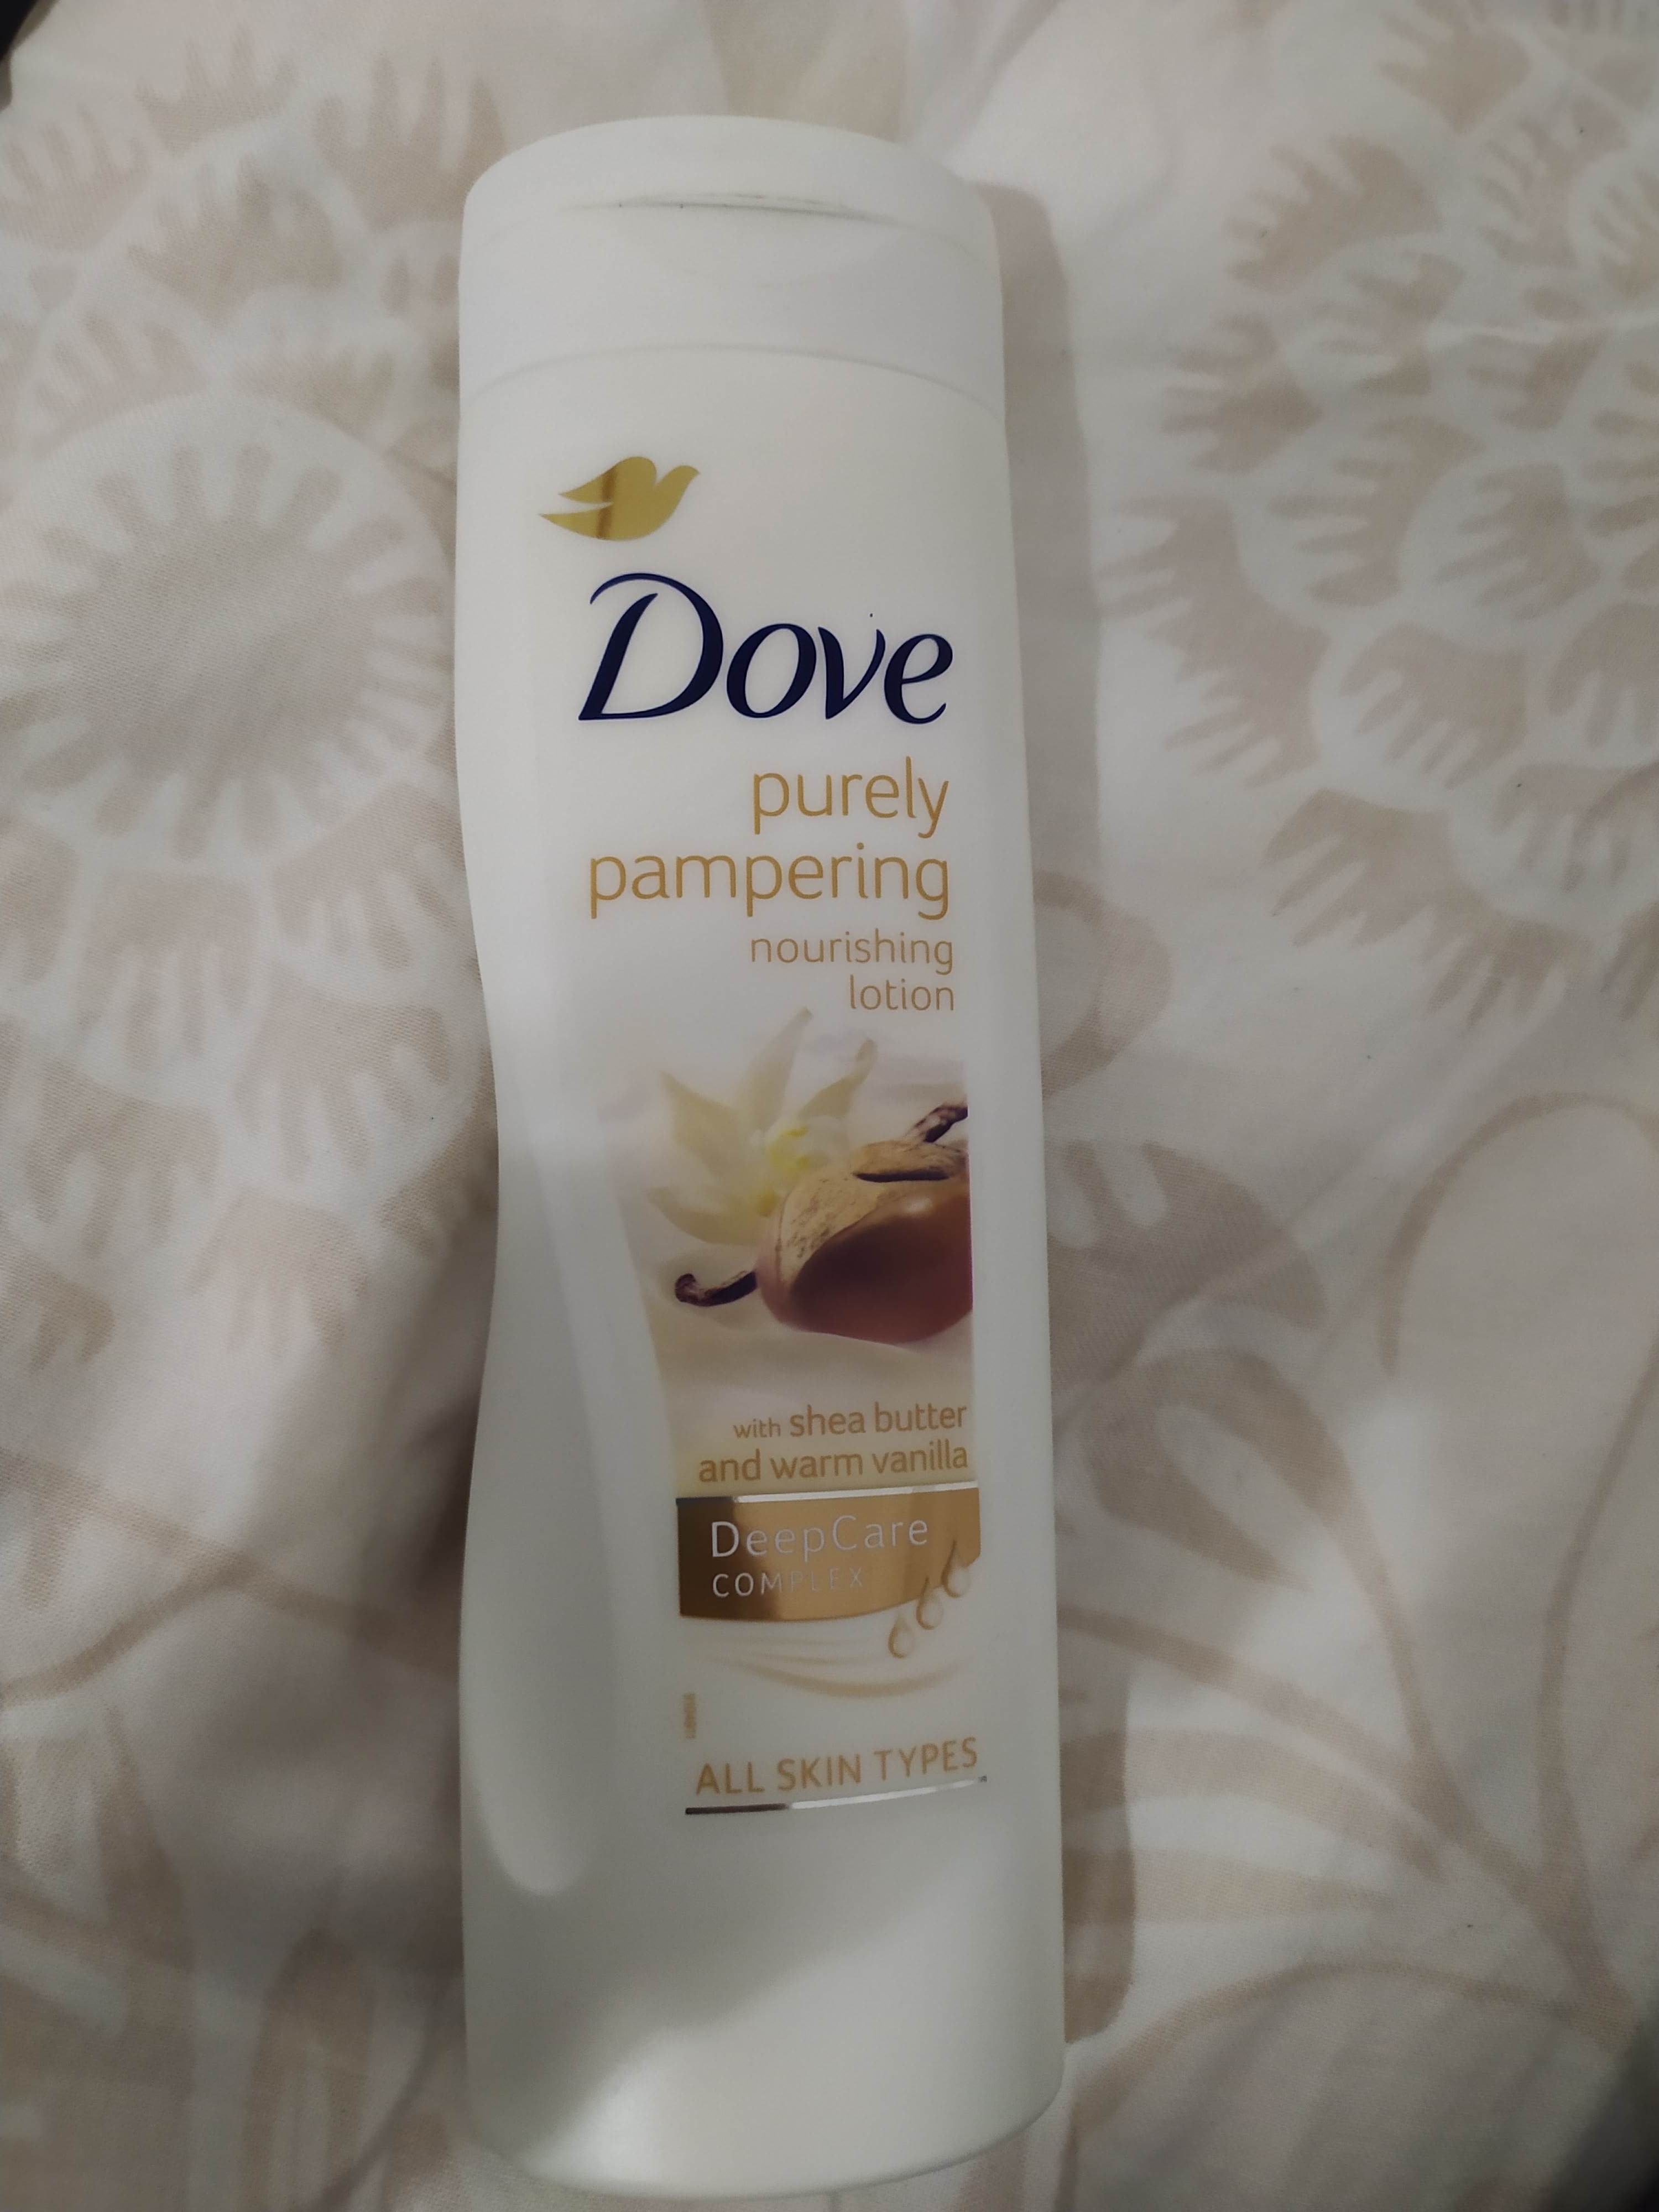 Dove
purely
pampering
nourishing
lotion
with shea butter
and warm vanilla
DeepCare
COMPLEX
ALL SKIN TYPES